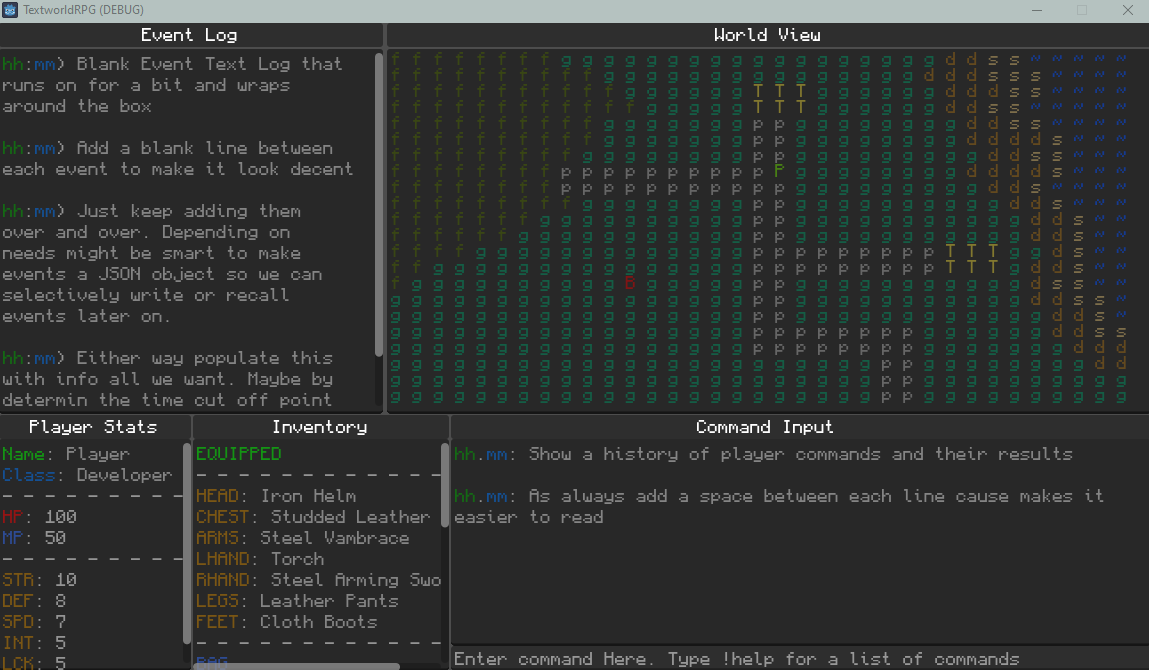 TextworldRPG (DEBUG)
Event Log
hh:mm) Blank Event Text Log that
runs on for a bit and wraps
around the box
hh:mm) Add a blank line between
each event to make it look decent
hh:mm) Just keep adding them
over and over. Depending on
needs might be smart to make
events a JSON object so we can
selectively write or recall
events later on.
hh:mm) Either way populate this
with info all we want. Maybe by
determin the time cut off point
World View
f f f f f f f f g g g g g g g g g g g g g g g g g g d d s s ~ ~ ~ ~ ~
f f f f f f f f f f g g g g g g g g g g g g g g g d d d s s s ~ ~ ~ ~
f f f f f f f f f f f g g g g g g T T T g g g g g g d d d s s ~ ~ ~ ~
f f f f f f f f f f f f g g g g g T T T g g g g g g d d s s ~ ~ ~ ~ ~
f f f f f f f f f f g g g g g g g p p g g g g g g g g d d s s ~ ~ ~ ~
f f f f f f f f f f g g g g g g g p p g g g g g g g g d d d d s ~ ~ ~
f f f f f f f f f g g g g g g g g p p g g g g g g g g g d d s s ~ ~ ~
f f f f f f f f p p p p p p p p p p P g g g g g g g g d d d s s ~ ~ ~
f f f f f f f f p p p p p p p p p p p g g g g g g g g g d d s ~ ~ ~ ~
f f f f f f f f f g g g g g g g g p p g g g g g g g g g g d d s ~ ~ ~
f f f f f f f g g g g g g g g g g p p g g g g g g g g g g d d d s ~ ~
f f f f f f g g g g g g g g g g g p p g g g g g g g g g g g d d s ~ ~
f f f f g g g g g g g g g g g g g p p p p p p p p p T T T g g d s ~ ~
f f g g g g g g g g g g g g g g g p p p p p p p p p T T T g d d s ~ ~
f g g g g g g g g g g B g g g g g p p g g g g g g g g g g g d s s ~ ~
g g g g g g g g g g g g g g g g g p p g g g g g g g g g g g d d s s ~
g g g g g g g g g g g g g g g g g p p g g g g g g g g g g g g d d s ~
g g g g g g g g g g g g g g g g g p p p p p p p p g g g g g g d d s s
g g g g g g g g g g g g g g g g g p p p p p p p p g g g g g g g d d d
g g g g g g g g g g g g g g g g g g g g g g g p p g g g g g g g g d d
g g g g g g g g g g g g g g g g g g g g g g g p p g g g g g g g g g g
g g g g g g g g g g g g g g g g g g g g g g g p p g g g g g g g g g g
Player Stats
Name: Player
Class: Developer
- - - - - - - - -
HP: 100
MP: 50
- - - - - - - - -
STR: 10
DEF: 8
SPD: 7
INT: 5
LCK: 5
Inventory
EQUIPPED
- - - - - - - - - - - -
HEAD: Iron Helm
CHEST: Studded Leather
ARMS: Steel Vambrace
LHAND: Torch
RHAND: Steel Arming Swo
LEGS: Leather Pants
FEET: Cloth Boots
- - - - - - - - - - - -
BAG
Command Input
hh.mm: Show a history of player commands and their results
hh.mm: As always add a space between each line cause makes it
easier to read
Enter command Here. Type !help for a list of commands